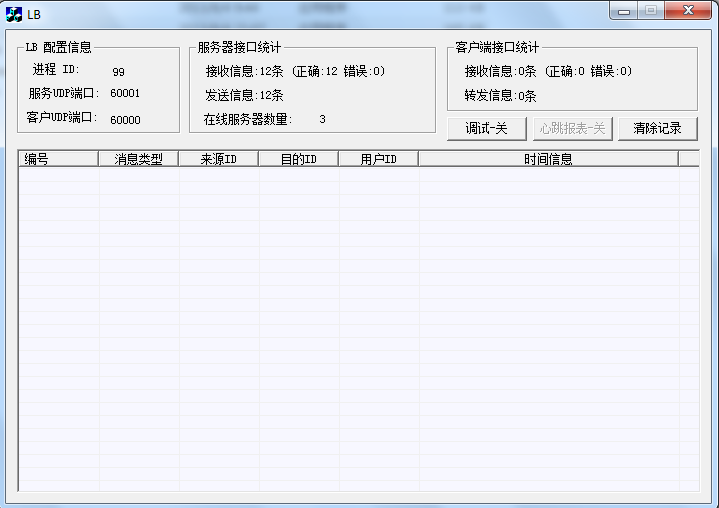 LB
LB 配置信息
进程 ID: 99
服务UDP端口: 60001
客户UDP端口: 60000
服务器接口统计
接收信息:12条 (正确:12 错误:0)
发送信息:12条
在线服务器数量: 3
客户端接口统计
接收信息:0条 (正确:0 错误:0)
转发信息:0条
调试-关 心跳报表-关 清除记录
编号 消息类型 来源ID 目的ID 用户ID 时间信息